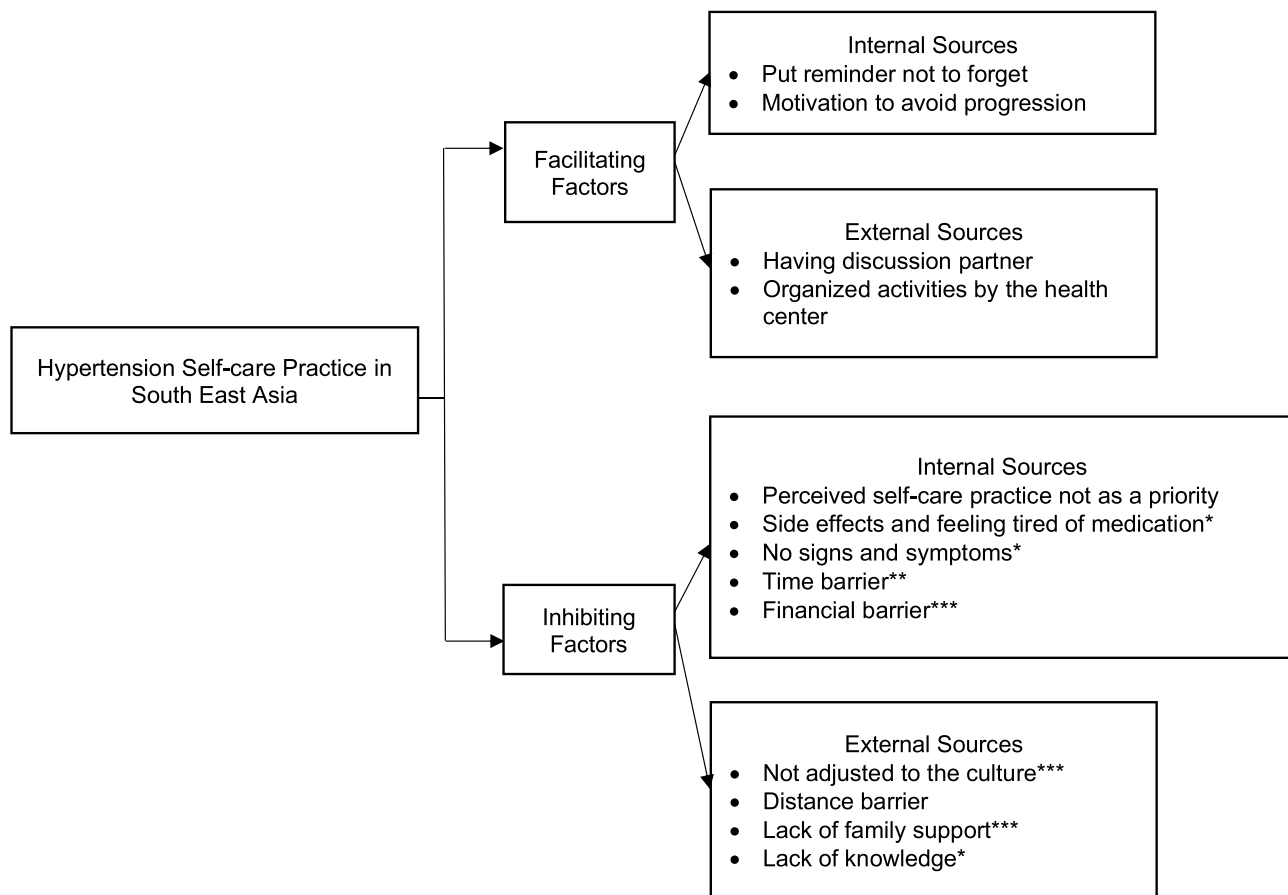 Hypertension Self-care Practice in
South East Asia
Facilitating
Factors
Internal Sources
• Put reminder not to forget
• Motivation to avoid progression
External Sources
• Having discussion partner
• Organized activities by the health
center
Inhibiting
Factors
Internal Sources
• Perceived self-care practice not as a priority
• Side effects and feeling tired of medication*
• No signs and symptoms*
• Time barrier**
• Financial barrier***
External Sources
• Not adjusted to the culture***
• Distance barrier
• Lack of family support***
• Lack of knowledge*